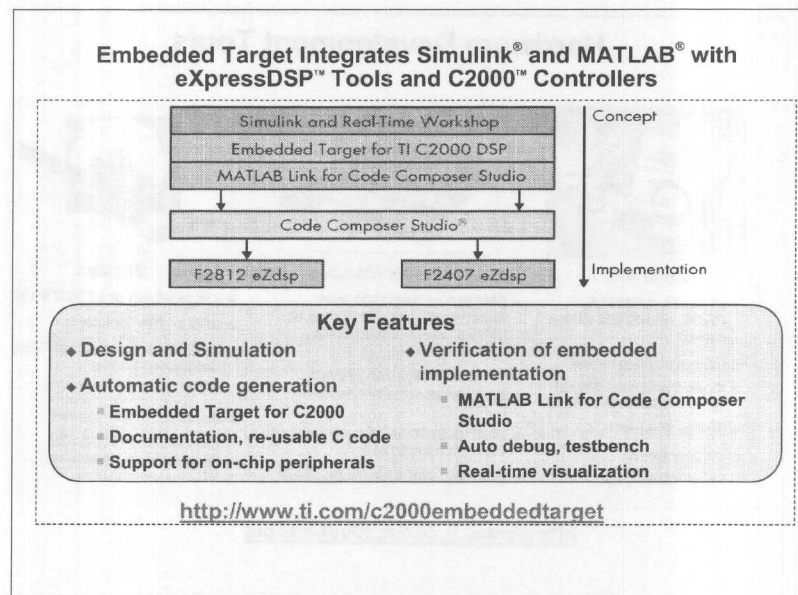 Embedded Target Integrates Simulink® and MATLAB® with
eXpressDSP™ Tools and C2000™ Controllers
Simulink and Real-Time Workshop
Embedded Target for TI C2000 DSP
MATLAB Link for Code Composer Studio
Code Composer Studio®
F2812 eZdsp
F2407 eZdsp
Concept
Implementation
Key Features
◆ Design and Simulation
◆ Automatic code generation
■ Embedded Target for C2000
■ Documentation, re-usable C code
■ Support for on-chip peripherals
◆ Verification of embedded
implementation
■ MATLAB Link for Code Composer
Studio
■ Auto debug, testbench
■ Real-time visualization
http://www.ti.com/c2000embeddedtarget